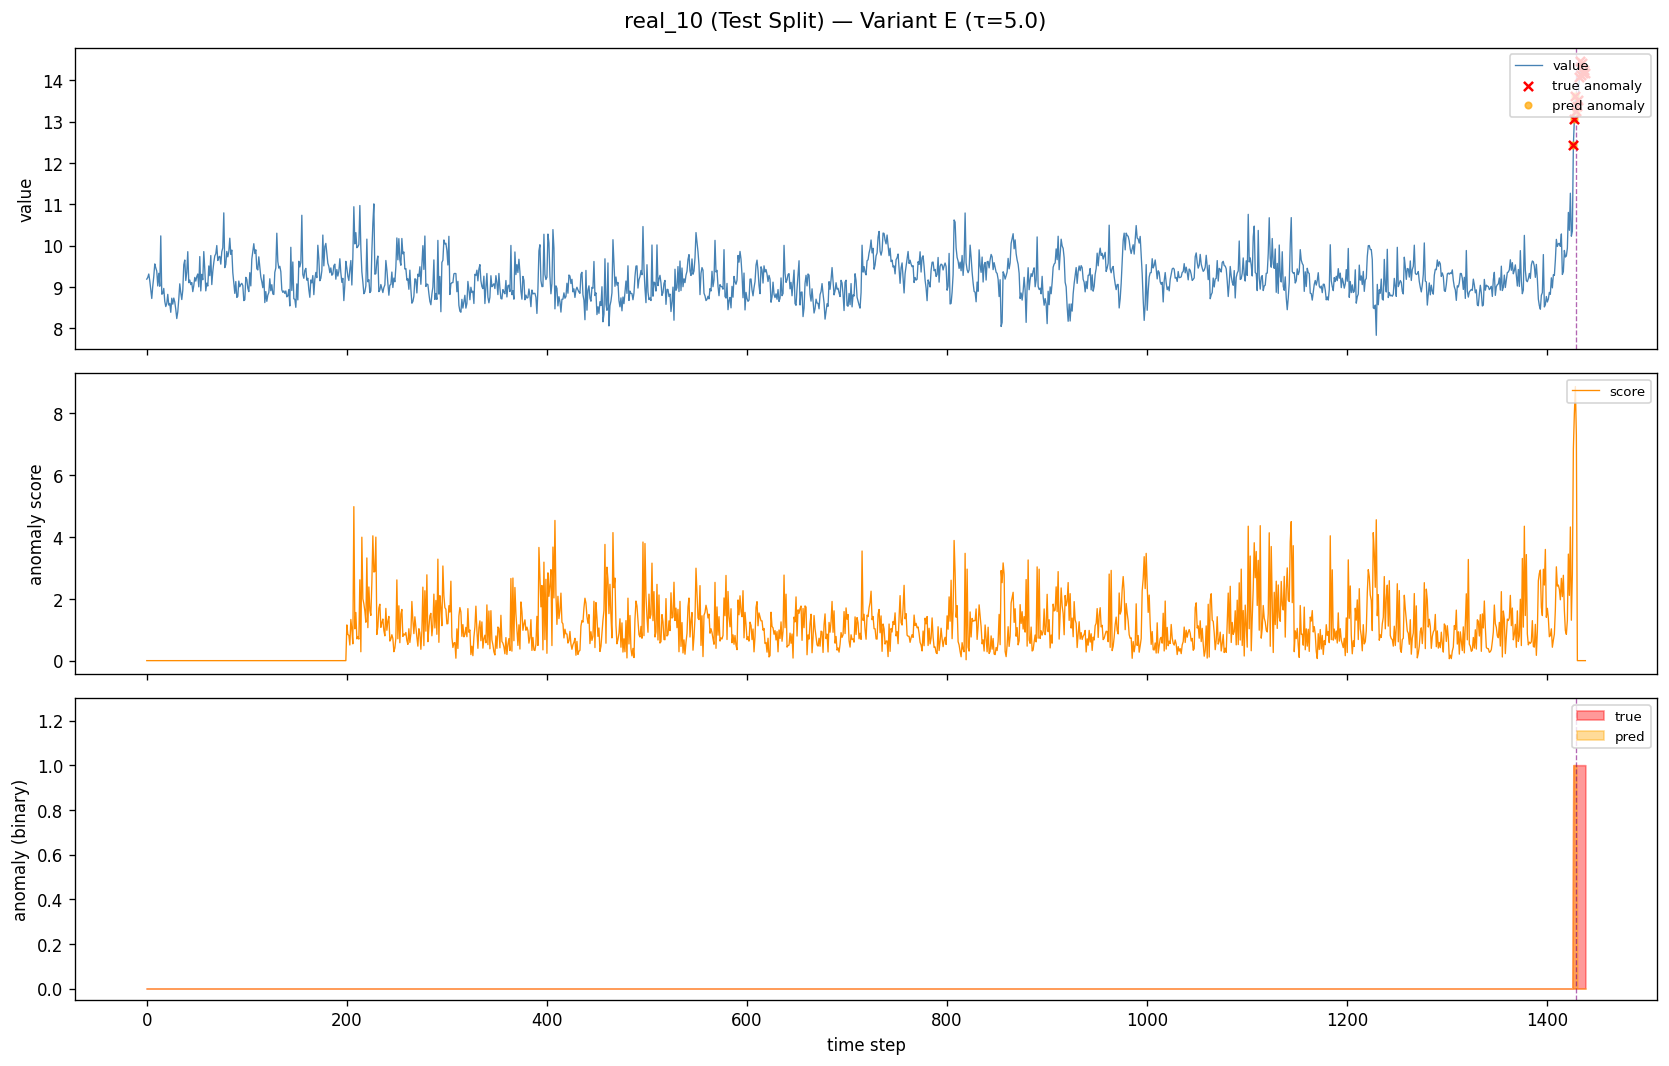 real_10 (Test Split) — Variant E (τ=5.0)
value
14
13
12
11
10
9
8
value
true anomaly
pred anomaly
anomaly score
8
6
4
2
0
score
anomaly (binary)
1.2
1.0
0.8
0.6
0.4
0.2
0.0
true
pred
0 200 400 600 800 1000 1200 1400
time step